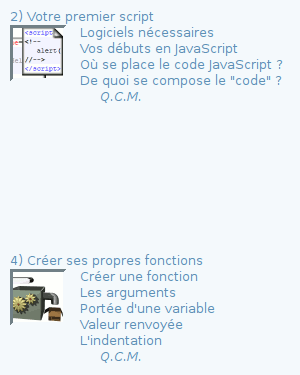 2) Votre premier script
<script
<!--
alert(
//-->
</script>
Logiciels nécessaires
Vos débuts en JavaScript
Où se place le code JavaScript ?
De quoi se compose le "code" ?
Q.C.M.
4) Créer ses propres fonctions
Créer une fonction
Les arguments
Portée d'une variable
Valeur renvoyée
L'indentation
Q.C.M.